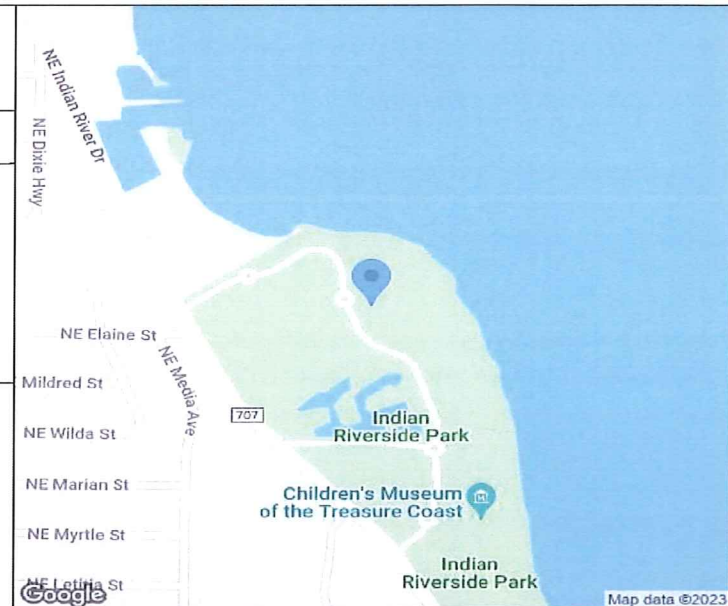 NE Indian River Dr
NE Dixie Hwy
NE Elaine St
NE Media Ave
Mildred St
707
NE Wilda St
Indian
Riverside Park
NE Marian St
Children's Museum
of the Treasure Coast
NE Myrtle St
Indian
Riverside Park
NE Letitia St
Google
Map data ©2023